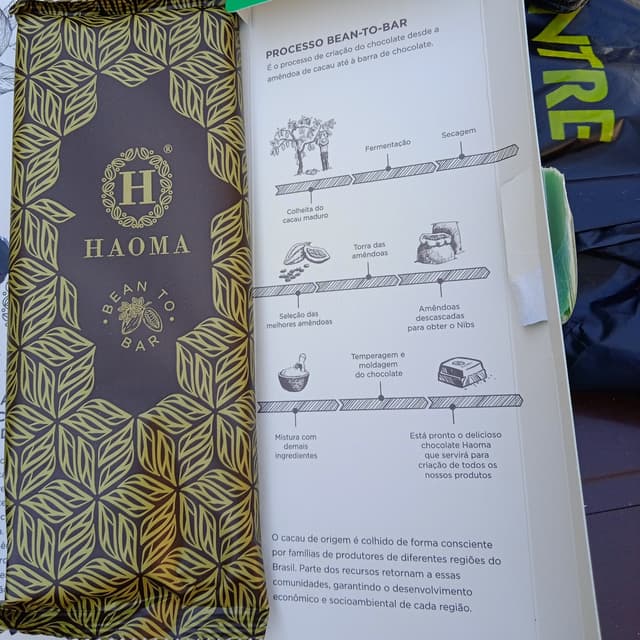 H
®
HAOMA
BEAN TO
BAR
PROCESSO BEAN-TO-BAR
É o processo de criação do chocolate desde a
amêndoa de cacau até à barra de chocolate.
Fermentação
Secagem
Colheita do
cacau maduro
Torra das
amêndoas
Seleção das
melhores amêndoas
Amêndoas
descascadas
para obter o Nibs
Temperagem e
moldagem
do chocolate
Mistura com
demais
ingredientes
Está pronto o delicioso
chocolate Haoma
que servirá para
criação de todos os
nossos produtos
O cacau de origem é colhido de forma consciente
por famílias de produtores de diferentes regiões do
Brasil. Parte dos recursos retornam a essas
comunidades, garantindo o desenvolvimento
econômico e socioambiental de cada região.
NTRE